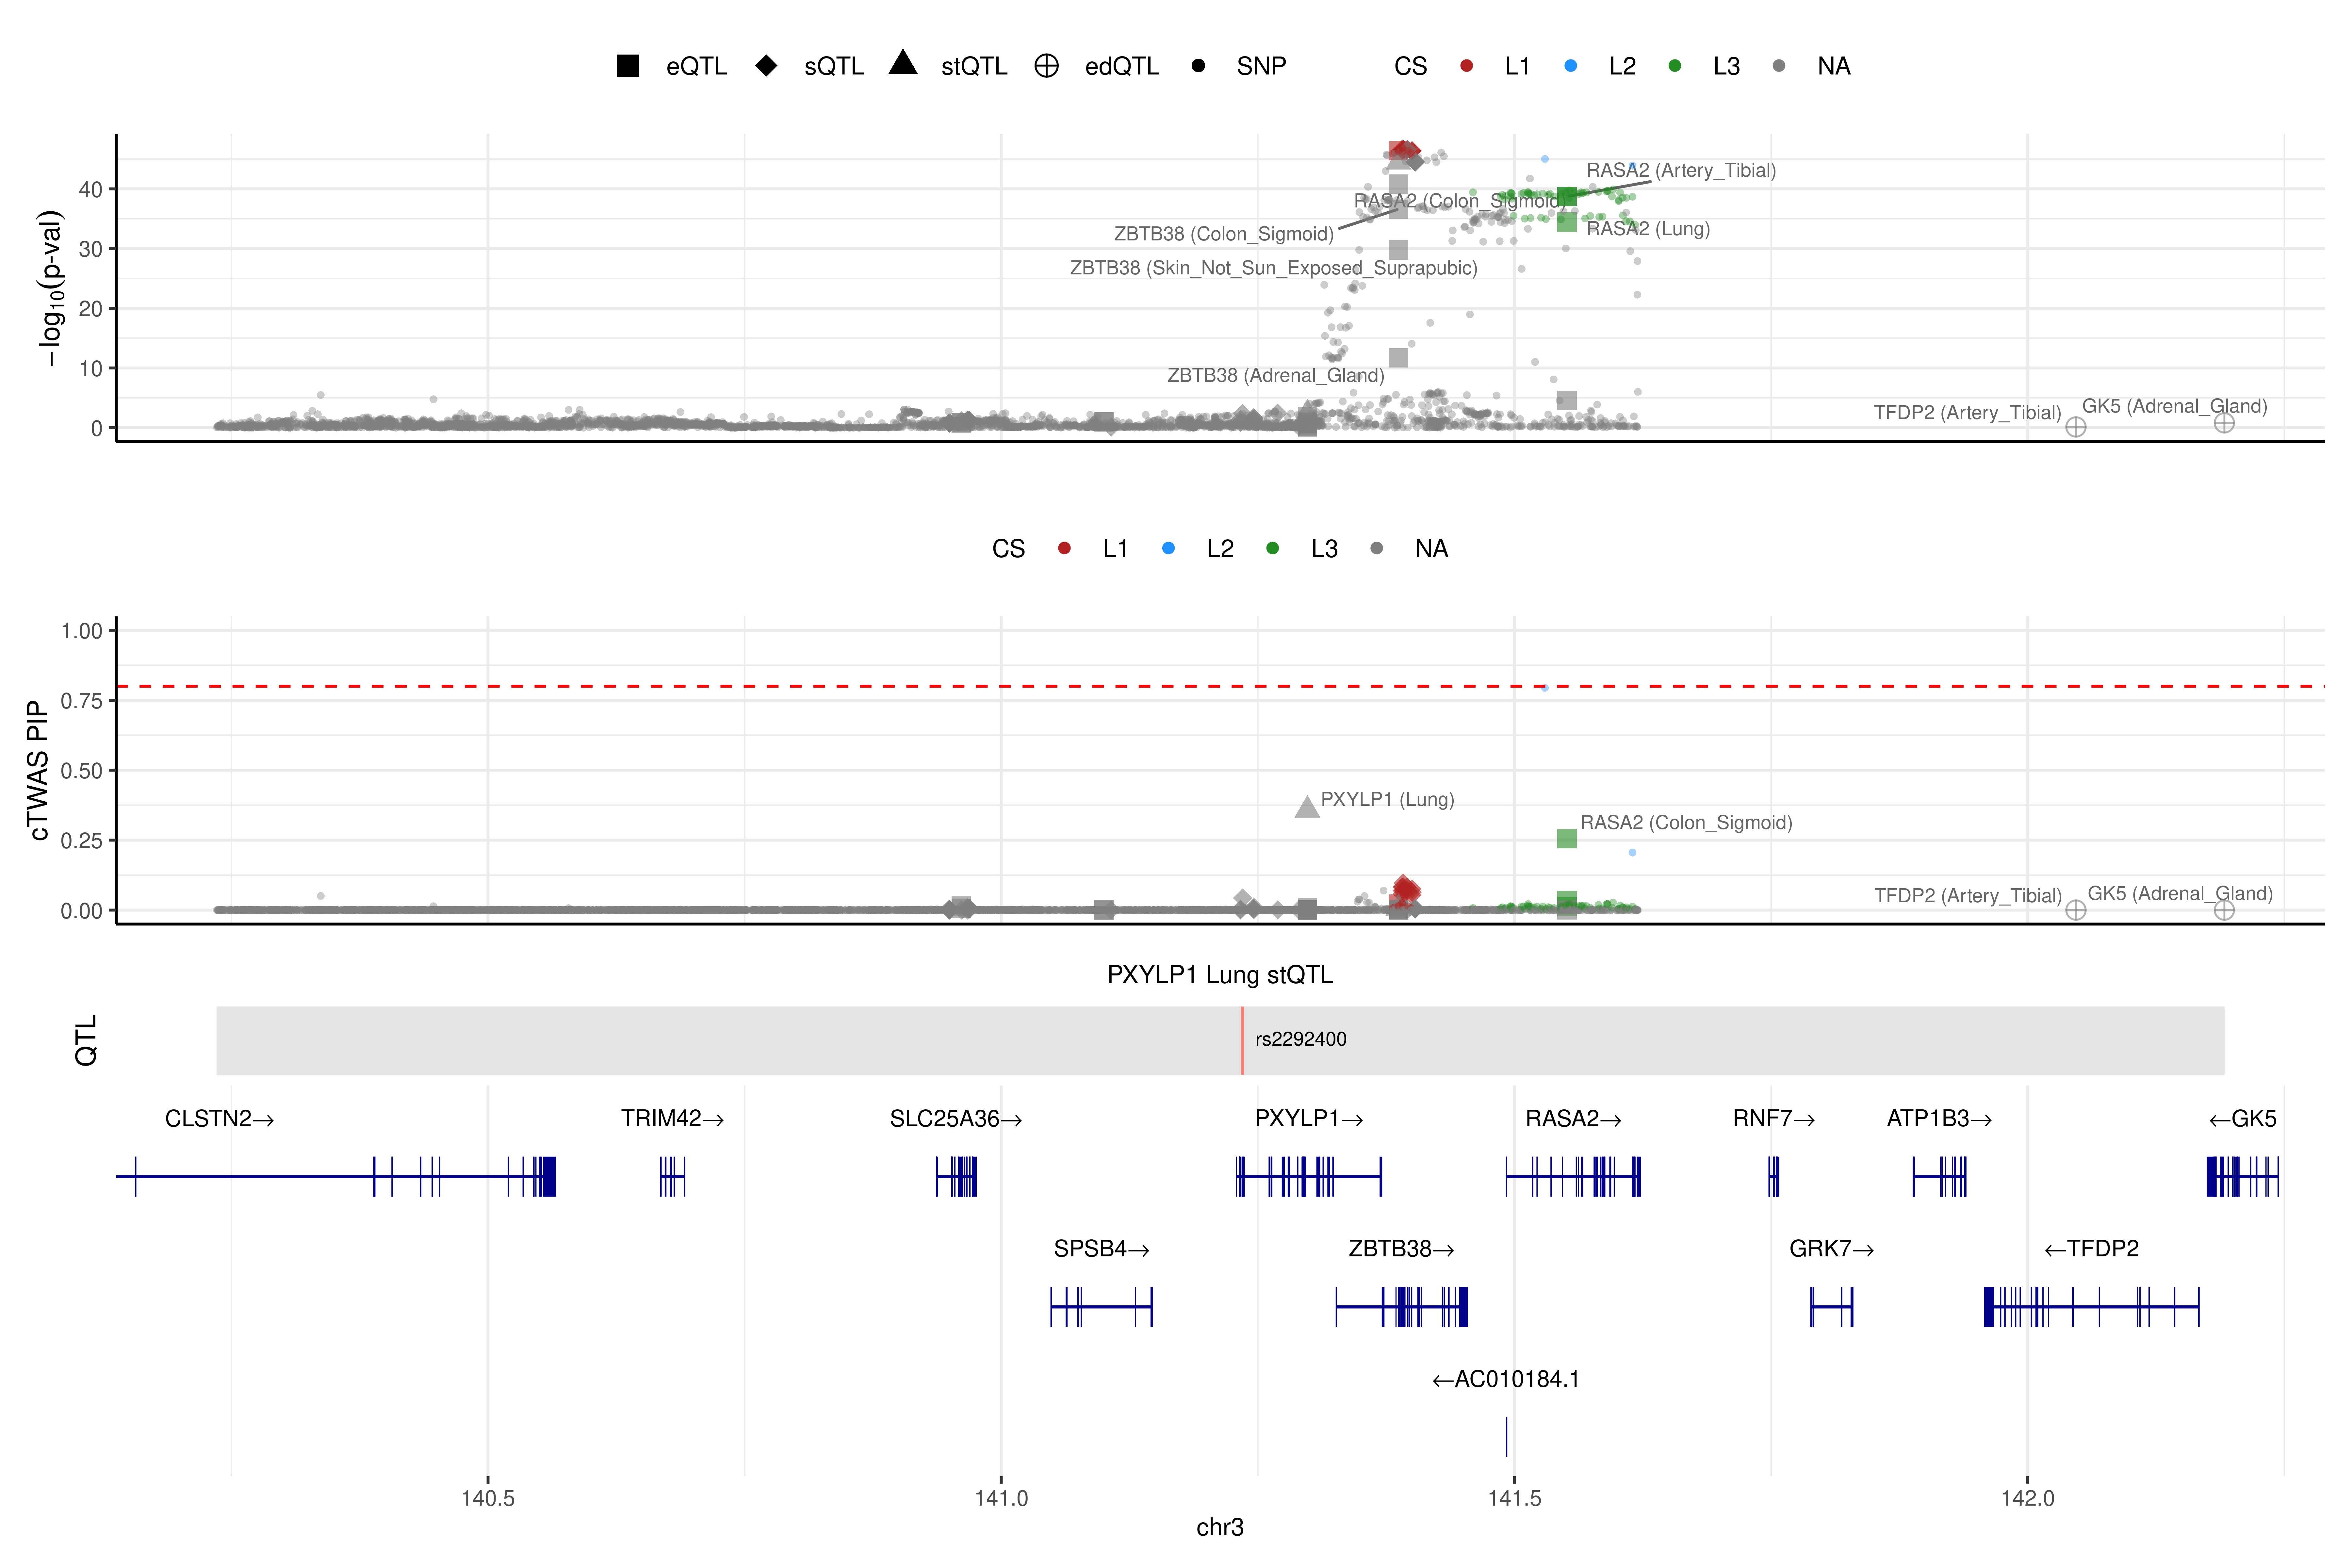 eQTL sQTL stQTL edQTL SNP CS L1 L2 L3 NA
−log10(p-val)
40
30
20
10
0
RASA2 (Artery_Tibial)
RASA2 (Colon_Sigmoid)
ZBTB38 (Colon_Sigmoid)
RASA2 (Lung)
ZBTB38 (Skin_Not_Sun_Exposed_Suprapubic)
ZBTB38 (Adrenal_Gland)
TFDP2 (Artery_Tibial)
GK5 (Adrenal_Gland)
CS L1 L2 L3 NA
cTWAS PIP
1.00
0.75
0.50
0.25
0.00
PXYLP1 (Lung)
RASA2 (Colon_Sigmoid)
TFDP2 (Artery_Tibial)
GK5 (Adrenal_Gland)
PXYLP1 Lung stQTL
QTL
rs2292400
CLSTN2→ TRIM42→ SLC25A36→ PXYLP1→ RASA2→ RNF7→ ATP1B3→ ←GK5
SPSB4→ ZBTB38→ GRK7→ ←TFDP2
←AC010184.1
140.5 141.0 141.5 142.0
chr3